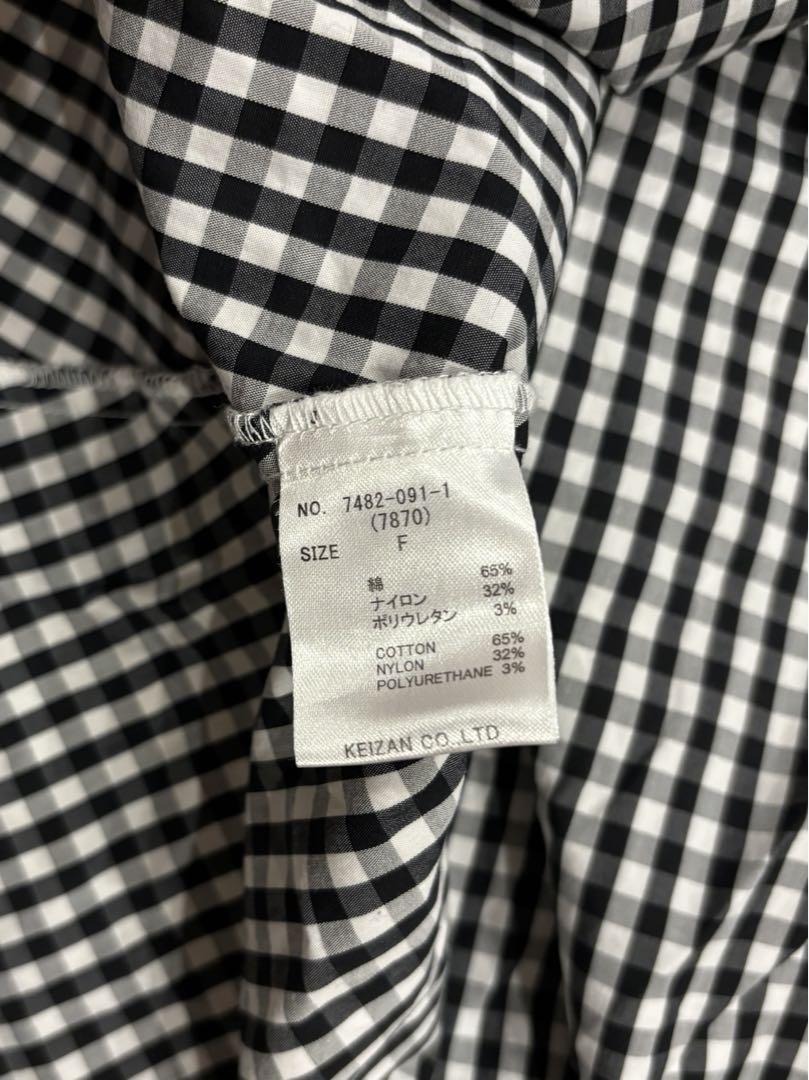 NO. 7482-091-1
(7870)
SIZE F
綿 65%
ナイロン 32%
ポリウレタン 3%
COTTON 65%
NYLON 32%
POLYURETHANE 3%
KEIZAN CO.,LTD